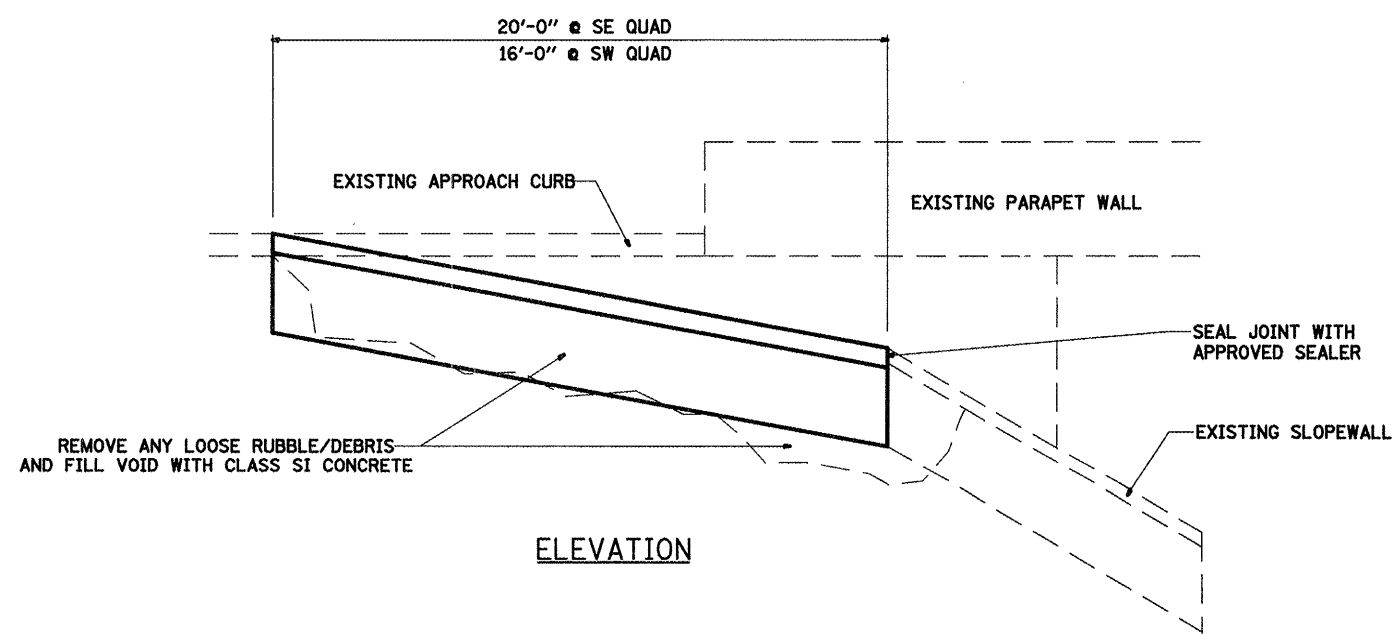 20'-0" @ SE QUAD
16'-0" @ SW QUAD
EXISTING APPROACH CURB
EXISTING PARAPET WALL
SEAL JOINT WITH
APPROVED SEALER
EXISTING SLOPEWALL
REMOVE ANY LOOSE RUBBLE/DEBRIS
AND FILL VOID WITH CLASS SI CONCRETE
ELEVATION